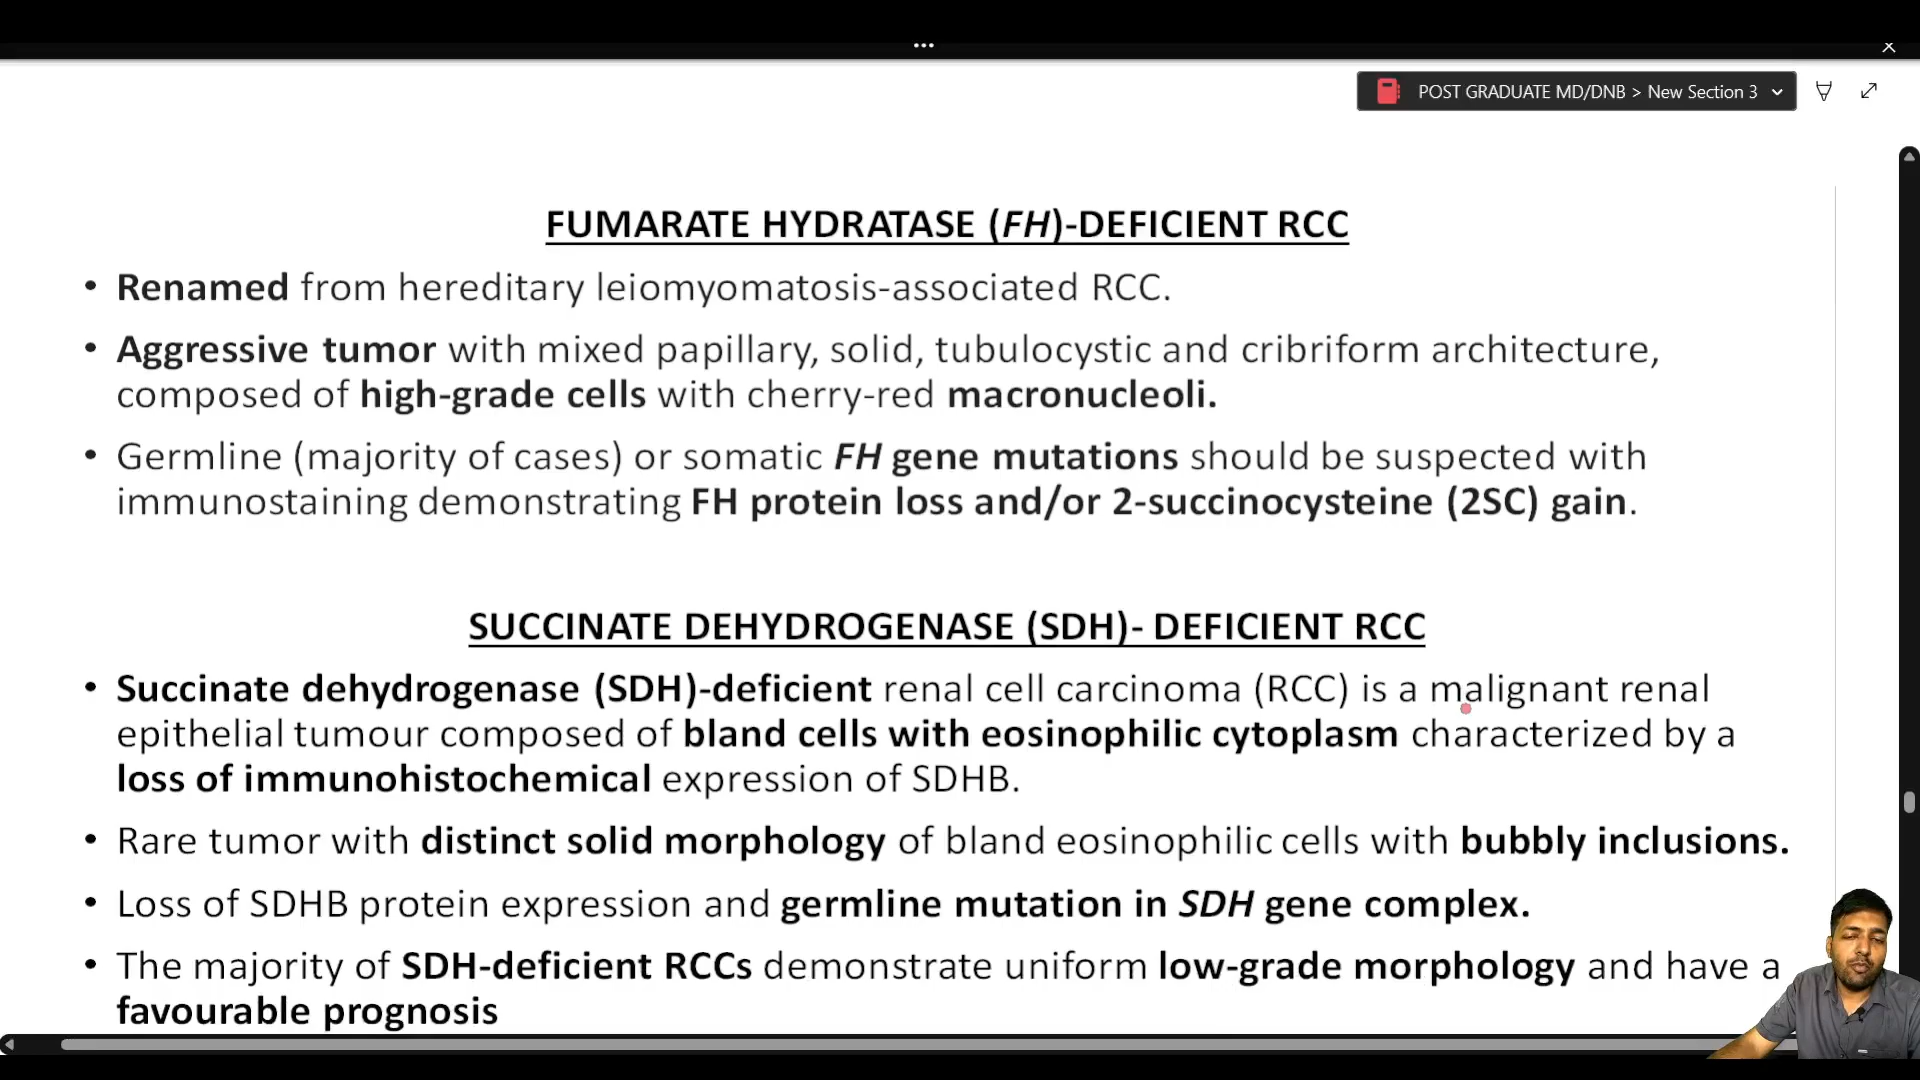 ...
POST GRADUATE MD/DNB > New Section 3
FUMARATE HYDRATASE (FH)-DEFICIENT RCC
• Renamed from hereditary leiomyomatosis-associated RCC.
• Aggressive tumor with mixed papillary, solid, tubulocystic and cribriform architecture,
composed of high-grade cells with cherry-red macronucleoli.
• Germline (majority of cases) or somatic FH gene mutations should be suspected with
immunostaining demonstrating FH protein loss and/or 2-succinocysteine (2SC) gain.
SUCCINATE DEHYDROGENASE (SDH)- DEFICIENT RCC
• Succinate dehydrogenase (SDH)-deficient renal cell carcinoma (RCC) is a malignant renal
epithelial tumour composed of bland cells with eosinophilic cytoplasm characterized by a
loss of immunohistochemical expression of SDHB.
• Rare tumor with distinct solid morphology of bland eosinophilic cells with bubbly inclusions.
• Loss of SDHB protein expression and germline mutation in SDH gene complex.
• The majority of SDH-deficient RCCs demonstrate uniform low-grade morphology and have a
favourable prognosis